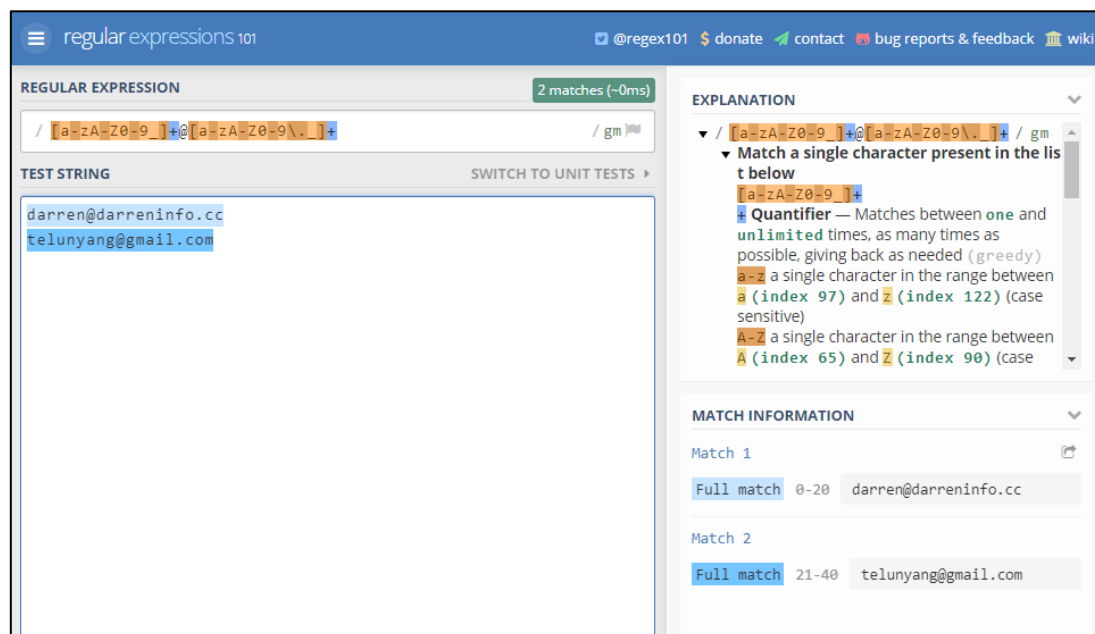 regular expressions 101
@regex101 $ donate contact bug reports & feedback wiki
REGULAR EXPRESSION
2 matches (~0ms)
/ [a-zA-Z0-9_]+@[a-zA-Z0-9\._]+ / gm
TEST STRING
SWITCH TO UNIT TESTS
darren@darreninfo.cc
telunyang@gmail.com
EXPLANATION
/ [a-zA-Z0-9_]+@[a-zA-Z0-9\._]+ / gm
Match a single character present in the lis
t below
[a-zA-Z0-9_]+
+ Quantifier — Matches between one and
unlimited times, as many times as
possible, giving back as needed (greedy)
a-z a single character in the range between
a (index 97) and z (index 122) (case
sensitive)
A-Z a single character in the range between
A (index 65) and Z (index 90) (case
MATCH INFORMATION
Match 1
Full match 0-20 darren@darreninfo.cc
Match 2
Full match 21-40 telunyang@gmail.com